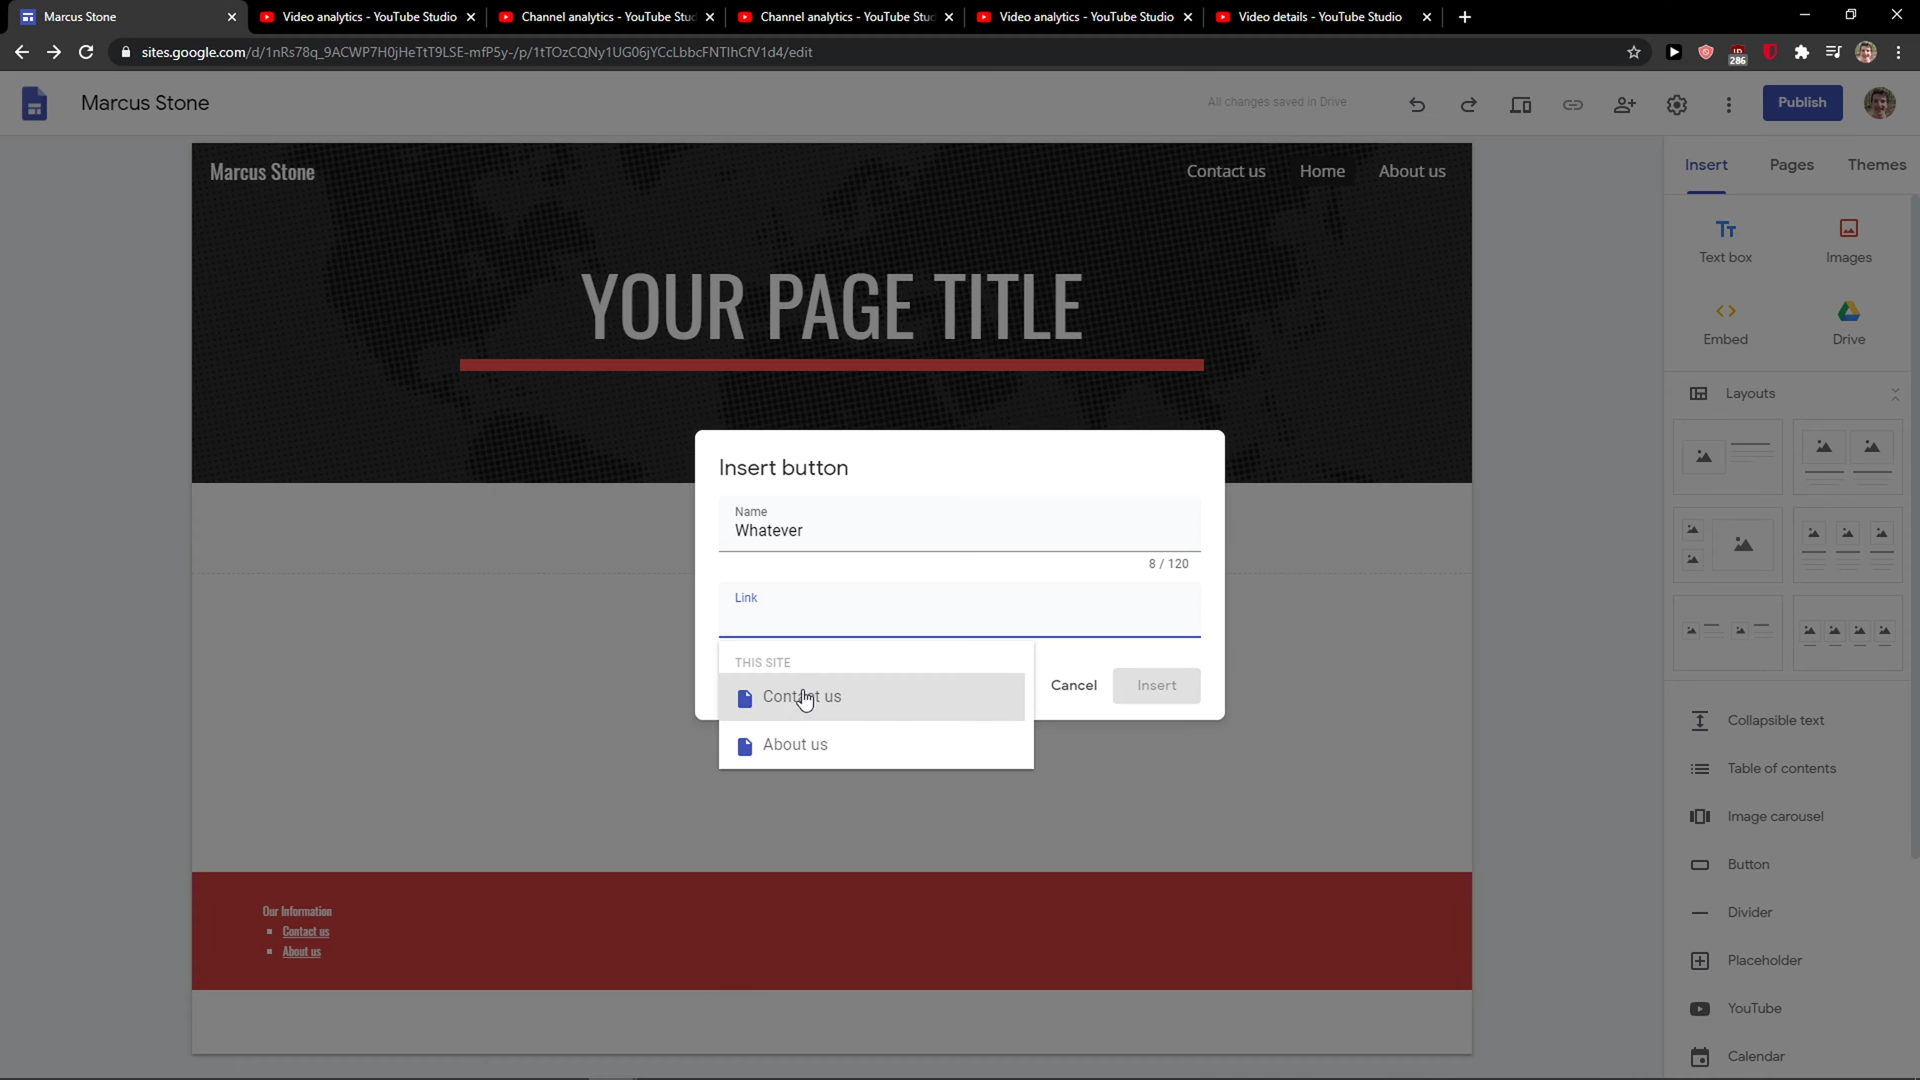 Marcus Stone
Video analytics - YouTube Studio
Channel analytics - YouTube Stu
Channel analytics - YouTube Stu
Video analytics - YouTube Studio
Video details - YouTube Studio
sites.google.com/d/1nRs78q_9ACWP7H0jHeTtT9LSE-mfP5y-/p/1tTOzCQNy1UG06jYCcLbbcFNTIhCfV1d4/edit
286
Marcus Stone
All changes saved in Drive
Publish
Marcus Stone
Contact us
Home
About us
YOUR PAGE TITLE
Insert button
Name
Whatever
8 / 120
Link
THIS SITE
Contact us
About us
Cancel
Insert
Our Information
Contact us
About us
Insert
Pages
Themes
Text box
Images
Embed
Drive
Layouts
Collapsible text
Table of contents
Image carousel
Button
Divider
Placeholder
YouTube
Calendar